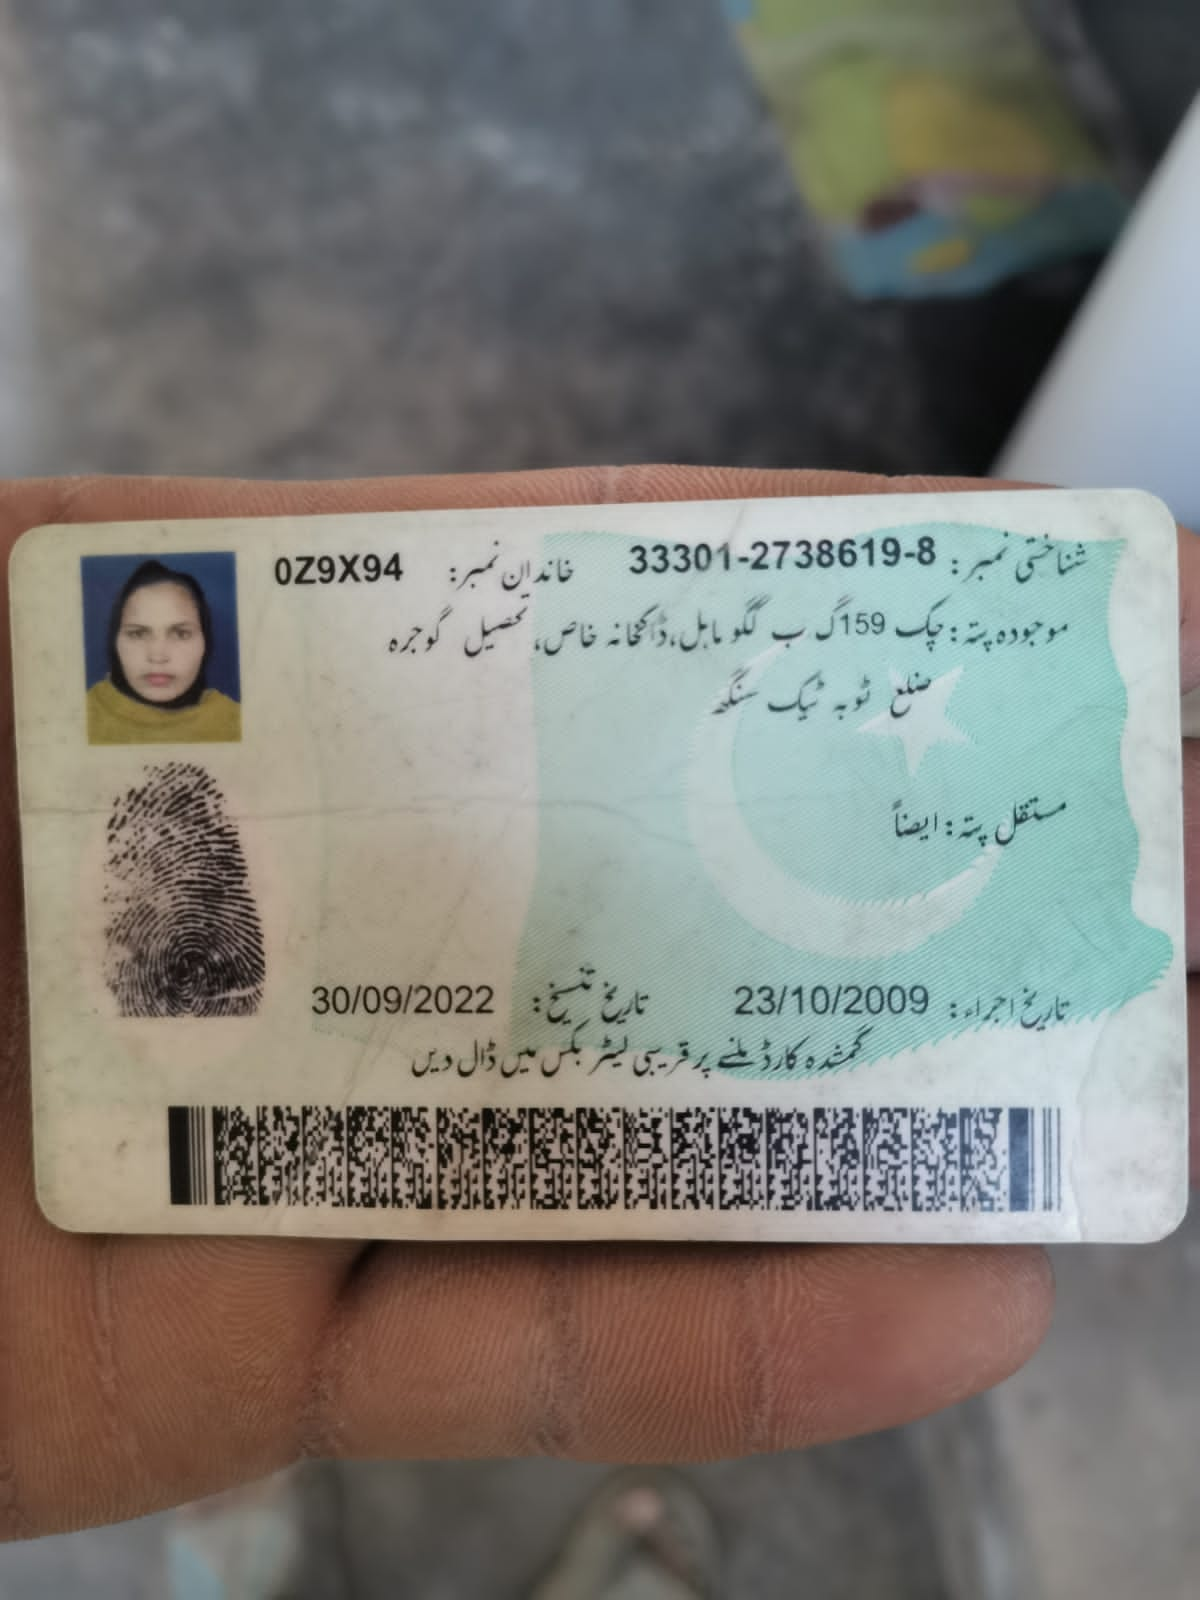 شناختی نمبر: 33301-2738619-8 خاندان نمبر: 0Z9X94
موجودہ پتہ: چک 159 گ ب لگو ماہل، ڈاکخانہ خاص، تحصیل گوجرہ
ضلع ٹوبہ ٹیک سنگھ
مستقل پتہ: ایضاً
تاریخ اجراء: 23/10/2009 تاریخ تنسیخ: 30/09/2022
گمشدہ کارڈ ملنے پر قریبی لیٹر بکس میں ڈال دیں